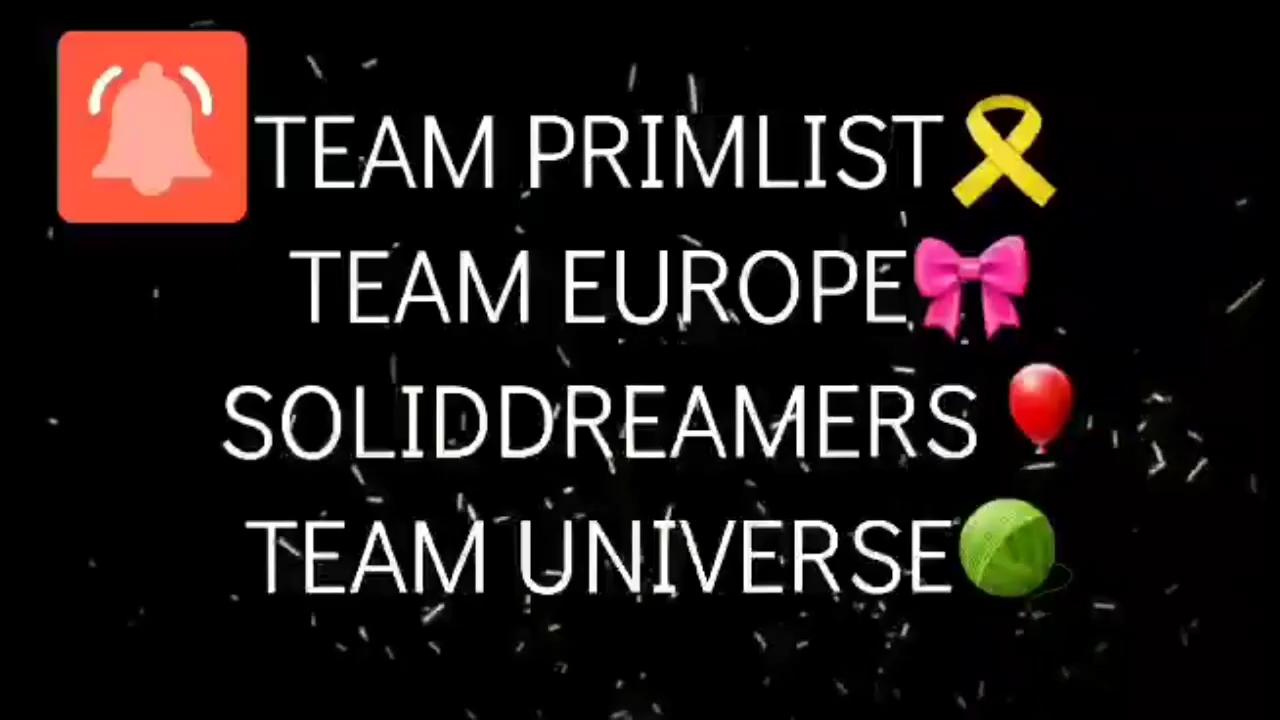 TEAM PRIMLIST🎗
TEAM EUROPE🎀
SOLIDDREAMERS🎈
TEAM UNIVERSE🧶